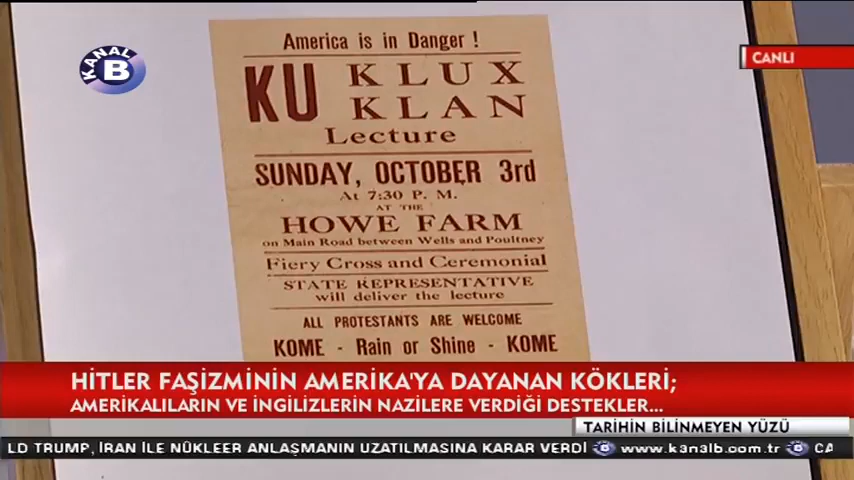 America is in Danger !
KU KLUX KLAN
Lecture
SUNDAY, OCTOBER 3rd
At 7:30 P. M.
AT THE
HOWE FARM
on Main Road between Wells and Poultney
Fiery Cross and Ceremonial
STATE REPRESENTATIVE
will deliver the lecture
ALL PROTESTANTS ARE WELCOME
KOME - Rain or Shine - KOME
KANAL B
CANLI
HİTLER FAŞİZMİNİN AMERİKA'YA DAYANAN KÖKLERİ;
AMERİKALILARIN VE İNGİLİZLERİN NAZİLERE VERDİĞİ DESTEKLER...
TARİHİN BİLİNMEYEN YÜZÜ
LD TRUMP, İRAN İLE NÜKLEER ANLAŞMANIN UZATILMASINA KARAR VERDİ B www.kanalb.com.tr B CA